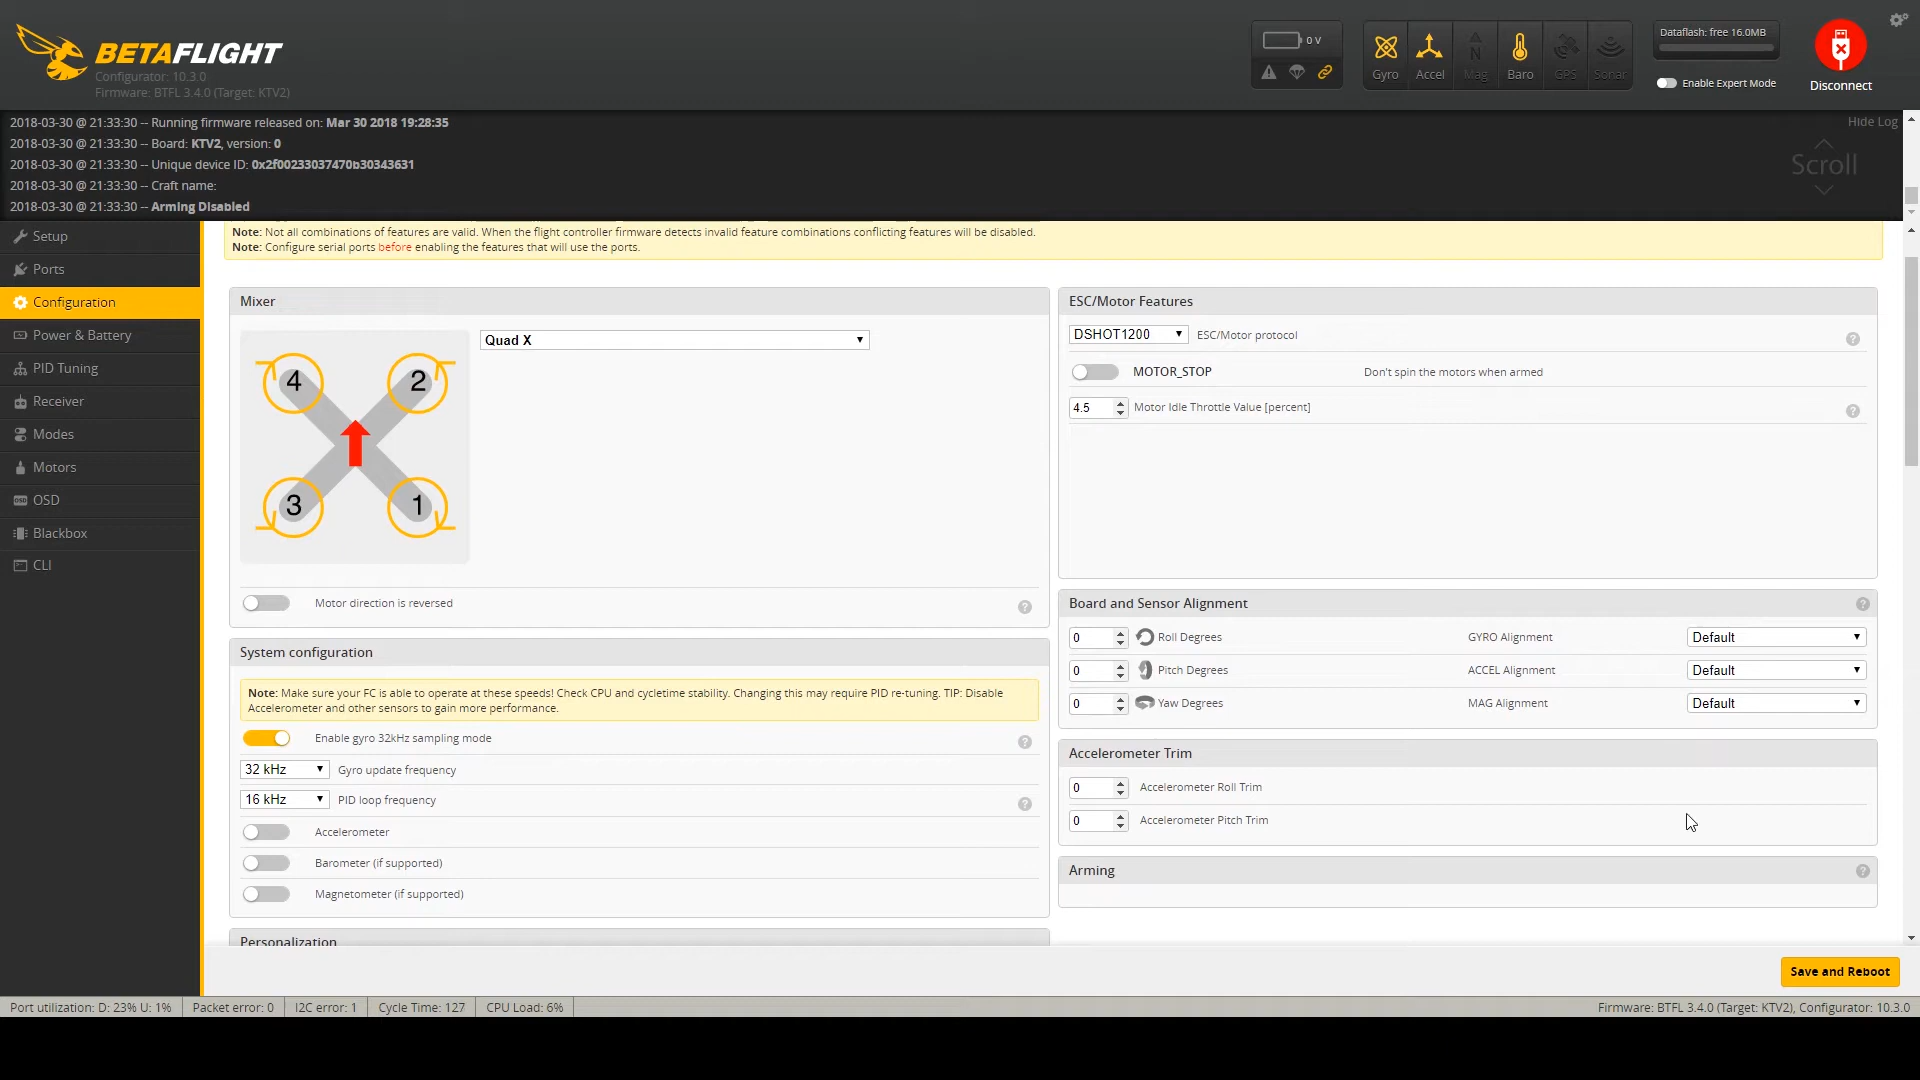 BETAFLIGHT
Configurator: 10.3.0
Firmware: BTFL 3.4.0 (Target: KTV2)
0 V
Gyro
Accel
Mag
Baro
GPS
Sonar
Dataflash: free 16.0MB
Enable Expert Mode
Disconnect
2018-03-30 @ 21:33:30 -- Running firmware released on: Mar 30 2018 19:28:35
2018-03-30 @ 21:33:30 -- Board: KTV2, version: 0
2018-03-30 @ 21:33:30 -- Unique device ID: 0x2f00233037470b30343631
2018-03-30 @ 21:33:30 -- Craft name:
2018-03-30 @ 21:33:30 -- Arming Disabled
Hide Log
Scroll
Setup
Ports
Configuration
Power & Battery
PID Tuning
Receiver
Modes
Motors
OSD
Blackbox
CLI
Note: Not all combinations of features are valid. When the flight controller firmware detects invalid feature combinations conflicting features will be disabled.
Note: Configure serial ports before enabling the features that will use the ports.
Mixer
Quad X
4
2
3
1
Motor direction is reversed
System configuration
Note: Make sure your FC is able to operate at these speeds! Check CPU and cycletime stability. Changing this may require PID re-tuning. TIP: Disable
Accelerometer and other sensors to gain more performance.
Enable gyro 32kHz sampling mode
32 kHz Gyro update frequency
16 kHz PID loop frequency
Accelerometer
Barometer (if supported)
Magnetometer (if supported)
Personalization
ESC/Motor Features
DSHOT1200 ESC/Motor protocol
MOTOR_STOP Don't spin the motors when armed
4.5 Motor Idle Throttle Value [percent]
Board and Sensor Alignment
0 Roll Degrees GYRO Alignment Default
0 Pitch Degrees ACCEL Alignment Default
0 Yaw Degrees MAG Alignment Default
Accelerometer Trim
0 Accelerometer Roll Trim
0 Accelerometer Pitch Trim
Arming
Save and Reboot
Port utilization: D: 23% U: 1% Packet error: 0 I2C error: 1 Cycle Time: 127 CPU Load: 6% Firmware: BTFL 3.4.0 (Target: KTV2), Configurator: 10.3.0